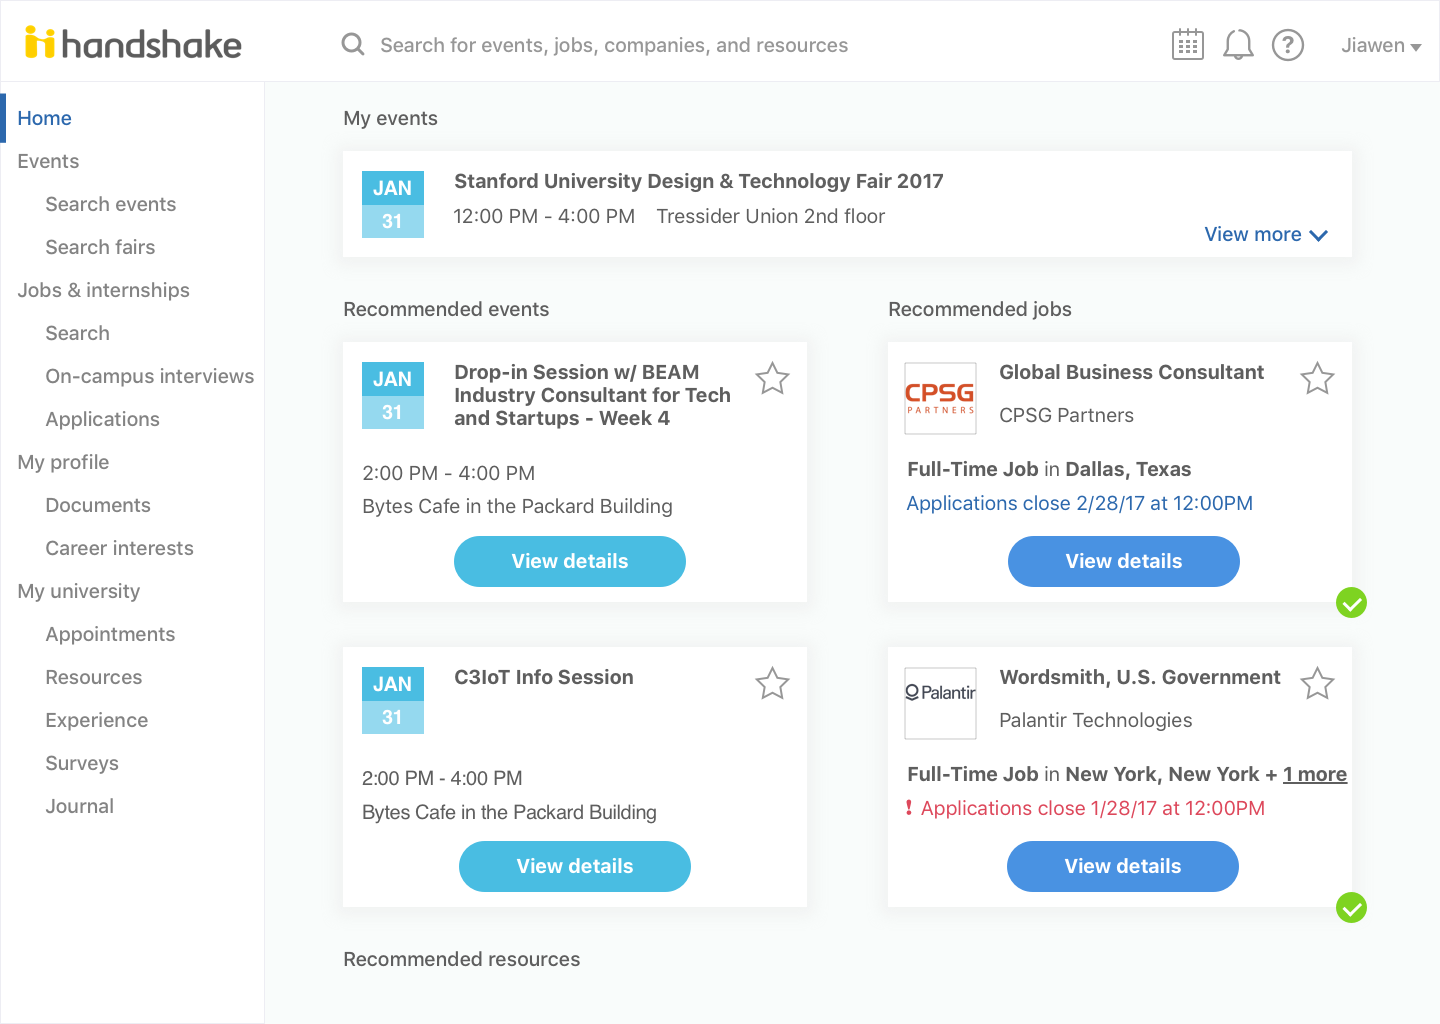 handshake
Search for events, jobs, companies, and resources
Jiawen
Home
Events
Search events
Search fairs
Jobs & internships
Search
On-campus interviews
Applications
My profile
Documents
Career interests
My university
Appointments
Resources
Experience
Surveys
Journal
My events
JAN
31
Stanford University Design & Technology Fair 2017
12:00 PM - 4:00 PM Tressider Union 2nd floor
View more
Recommended events
JAN
31
Drop-in Session w/ BEAM
Industry Consultant for Tech
and Startups - Week 4
2:00 PM - 4:00 PM
Bytes Cafe in the Packard Building
View details
JAN
31
C3IoT Info Session
2:00 PM - 4:00 PM
Bytes Cafe in the Packard Building
View details
Recommended jobs
CPSG
PARTNERS
Global Business Consultant
CPSG Partners
Full-Time Job in Dallas, Texas
Applications close 2/28/17 at 12:00PM
View details
Palantir
Wordsmith, U.S. Government
Palantir Technologies
Full-Time Job in New York, New York + 1 more
! Applications close 1/28/17 at 12:00PM
View details
Recommended resources